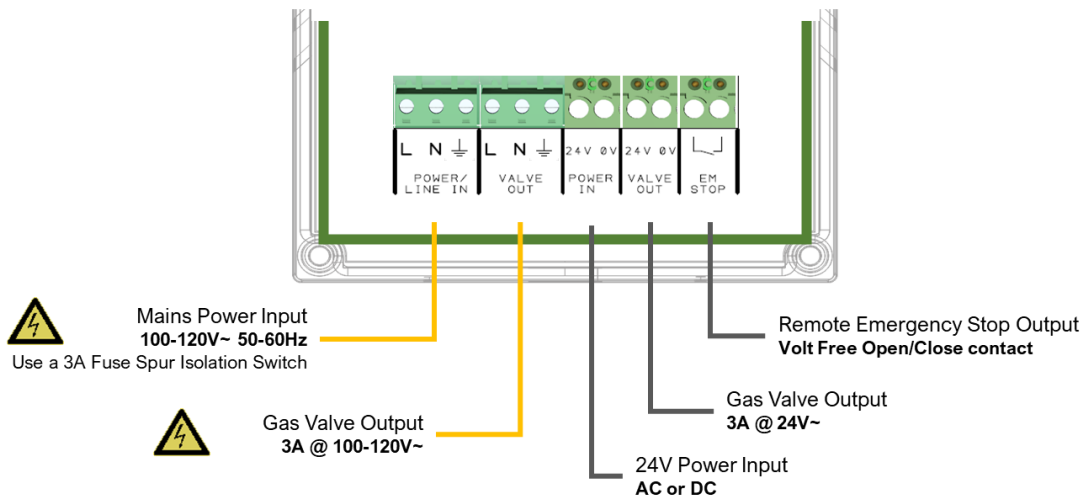 L N L N 24V 0V 24V 0V
POWER/ VALVE POWER VALVE EM
LINE IN OUT IN OUT STOP
Mains Power Input
100-120V~ 50-60Hz
Use a 3A Fuse Spur Isolation Switch
Remote Emergency Stop Output
Volt Free Open/Close contact
Gas Valve Output
3A @ 24V~
Gas Valve Output
3A @ 100-120V~
24V Power Input
AC or DC